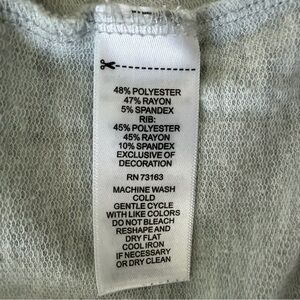 48% POLYESTER
47% RAYON
5% SPANDEX
RIB:
45% POLYESTER
45% RAYON
10% SPANDEX
EXCLUSIVE OF
DECORATION
RN 73163
MACHINE WASH
COLD
GENTLE CYCLE
WITH LIKE COLORS
DO NOT BLEACH
RESHAPE AND
DRY FLAT
COOL IRON
IF NECESSARY
OR DRY CLEAN